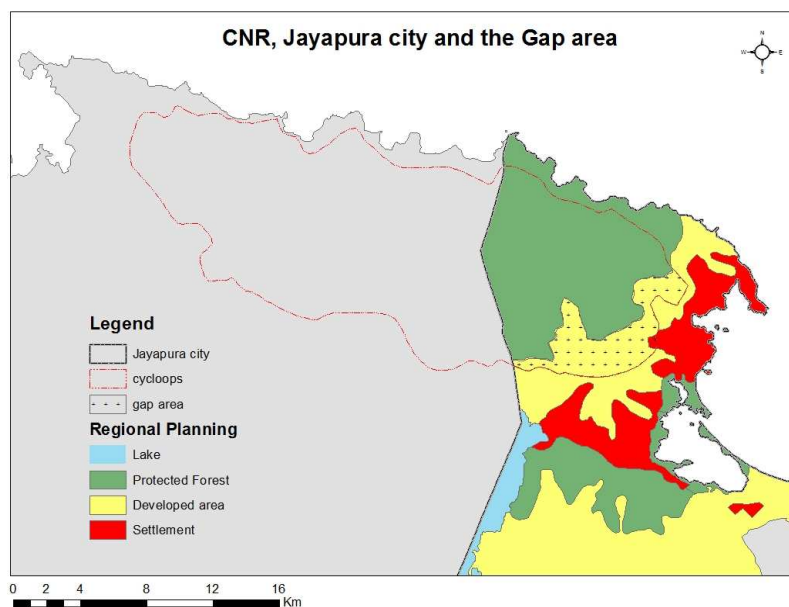 CNR, Jayapura city and the Gap area
N
W E
S
Legend
Jayapura city
cycloops
gap area
Regional Planning
Lake
Protected Forest
Developed area
Settlement
0 2 4 8 12 16
Km